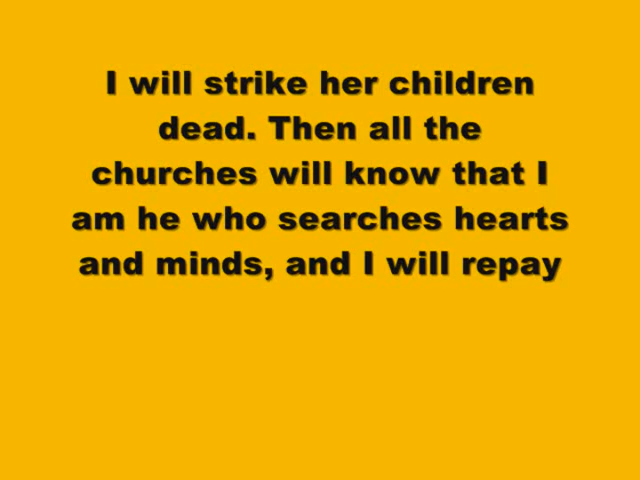 I will strike her children
dead. Then all the
churches will know that I
am he who searches hearts
and minds, and I will repay